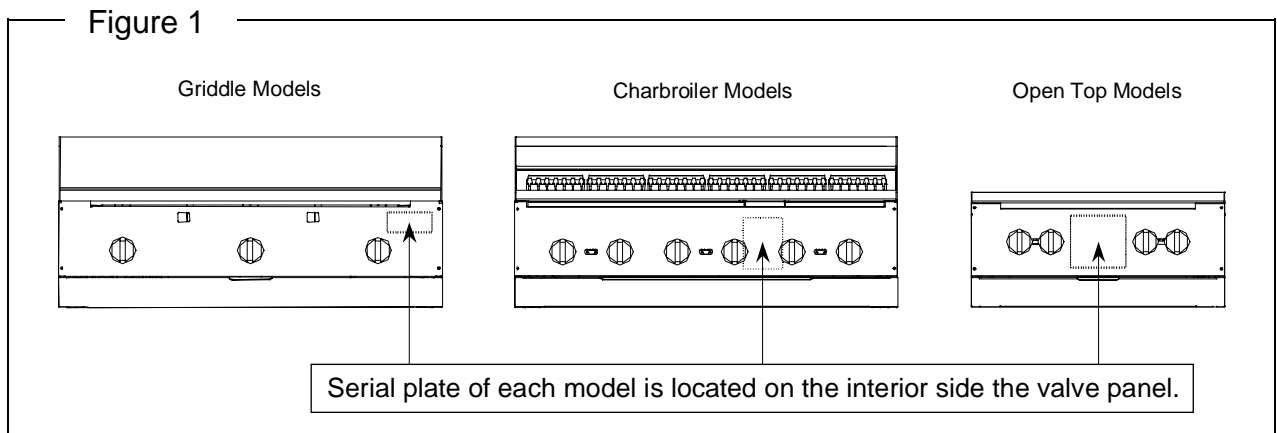 Figure 1
Griddle Models
Charbroiler Models
Open Top Models
Serial plate of each model is located on the interior side the valve panel.